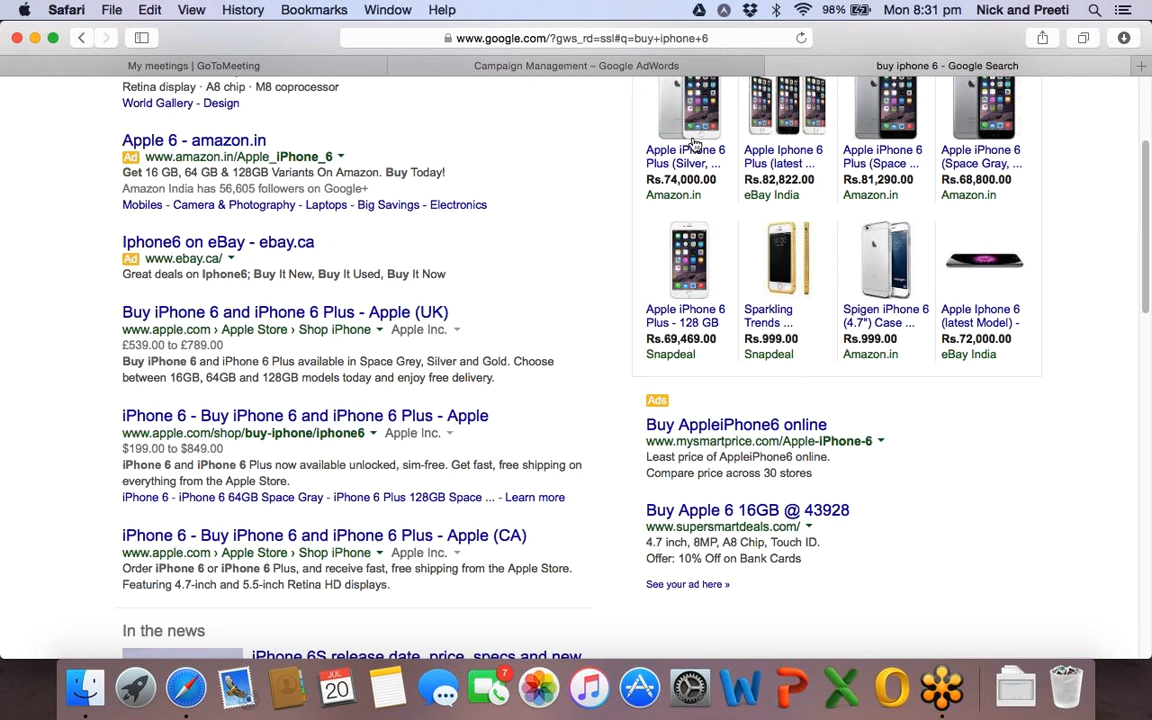 Safari File Edit View History Bookmarks Window Help 98% Mon 8:31 pm Nick and Preeti
www.google.com/?gws_rd=ssl#q=buy+iphone+6
My meetings | GoToMeeting
Campaign Management – Google AdWords
buy iphone 6 - Google Search
Retina display · A8 chip · M8 coprocessor
World Gallery - Design
Apple 6 - amazon.in
Ad www.amazon.in/Apple_iPhone_6
Get 16 GB, 64 GB & 128GB Variants On Amazon. Buy Today!
Amazon India has 56,605 followers on Google+
Mobiles - Camera & Photography - Laptops - Big Savings - Electronics
Iphone6 on eBay - ebay.ca
Ad www.ebay.ca/
Great deals on Iphone6; Buy It New, Buy It Used, Buy It Now
Buy iPhone 6 and iPhone 6 Plus - Apple (UK)
www.apple.com › Apple Store › Shop iPhone Apple Inc.
£539.00 to £789.00
Buy iPhone 6 and iPhone 6 Plus available in Space Grey, Silver and Gold. Choose
between 16GB, 64GB and 128GB models today and enjoy free delivery.
iPhone 6 - Buy iPhone 6 and iPhone 6 Plus - Apple
www.apple.com/shop/buy-iphone/iphone6 Apple Inc.
$199.00 to $849.00
iPhone 6 and iPhone 6 Plus now available unlocked, sim-free. Get fast, free shipping on
everything from the Apple Store.
iPhone 6 - iPhone 6 64GB Space Gray - iPhone 6 Plus 128GB Space ... - Learn more
iPhone 6 - Buy iPhone 6 and iPhone 6 Plus - Apple (CA)
www.apple.com › Apple Store › Shop iPhone Apple Inc.
Order iPhone 6 or iPhone 6 Plus, and receive fast, free shipping from the Apple Store.
Featuring 4.7-inch and 5.5-inch Retina HD displays.
In the news
iPhone 6S release date, price, specs and new
Apple iPhone 6
Plus (Silver, ...
Rs.74,000.00
Amazon.in
Apple Iphone 6
Plus (latest ...
Rs.82,822.00
eBay India
Apple iPhone 6
Plus (Space ...
Rs.81,290.00
Amazon.in
Apple iPhone 6
(Space Gray, ...
Rs.68,800.00
Amazon.in
Apple iPhone 6
Plus - 128 GB
Rs.69,469.00
Snapdeal
Sparkling
Trends ...
Rs.999.00
Snapdeal
Spigen iPhone 6
(4.7") Case ...
Rs.999.00
Amazon.in
Apple Iphone 6
(latest Model) -
Rs.72,000.00
eBay India
Ads
Buy AppleiPhone6 online
www.mysmartprice.com/Apple-iPhone-6
Least price of AppleiPhone6 online.
Compare price across 30 stores
Buy Apple 6 16GB @ 43928
www.supersmartdeals.com/
4.7 inch, 8MP, A8 Chip, Touch ID.
Offer: 10% Off on Bank Cards
See your ad here »
JUL
20
7